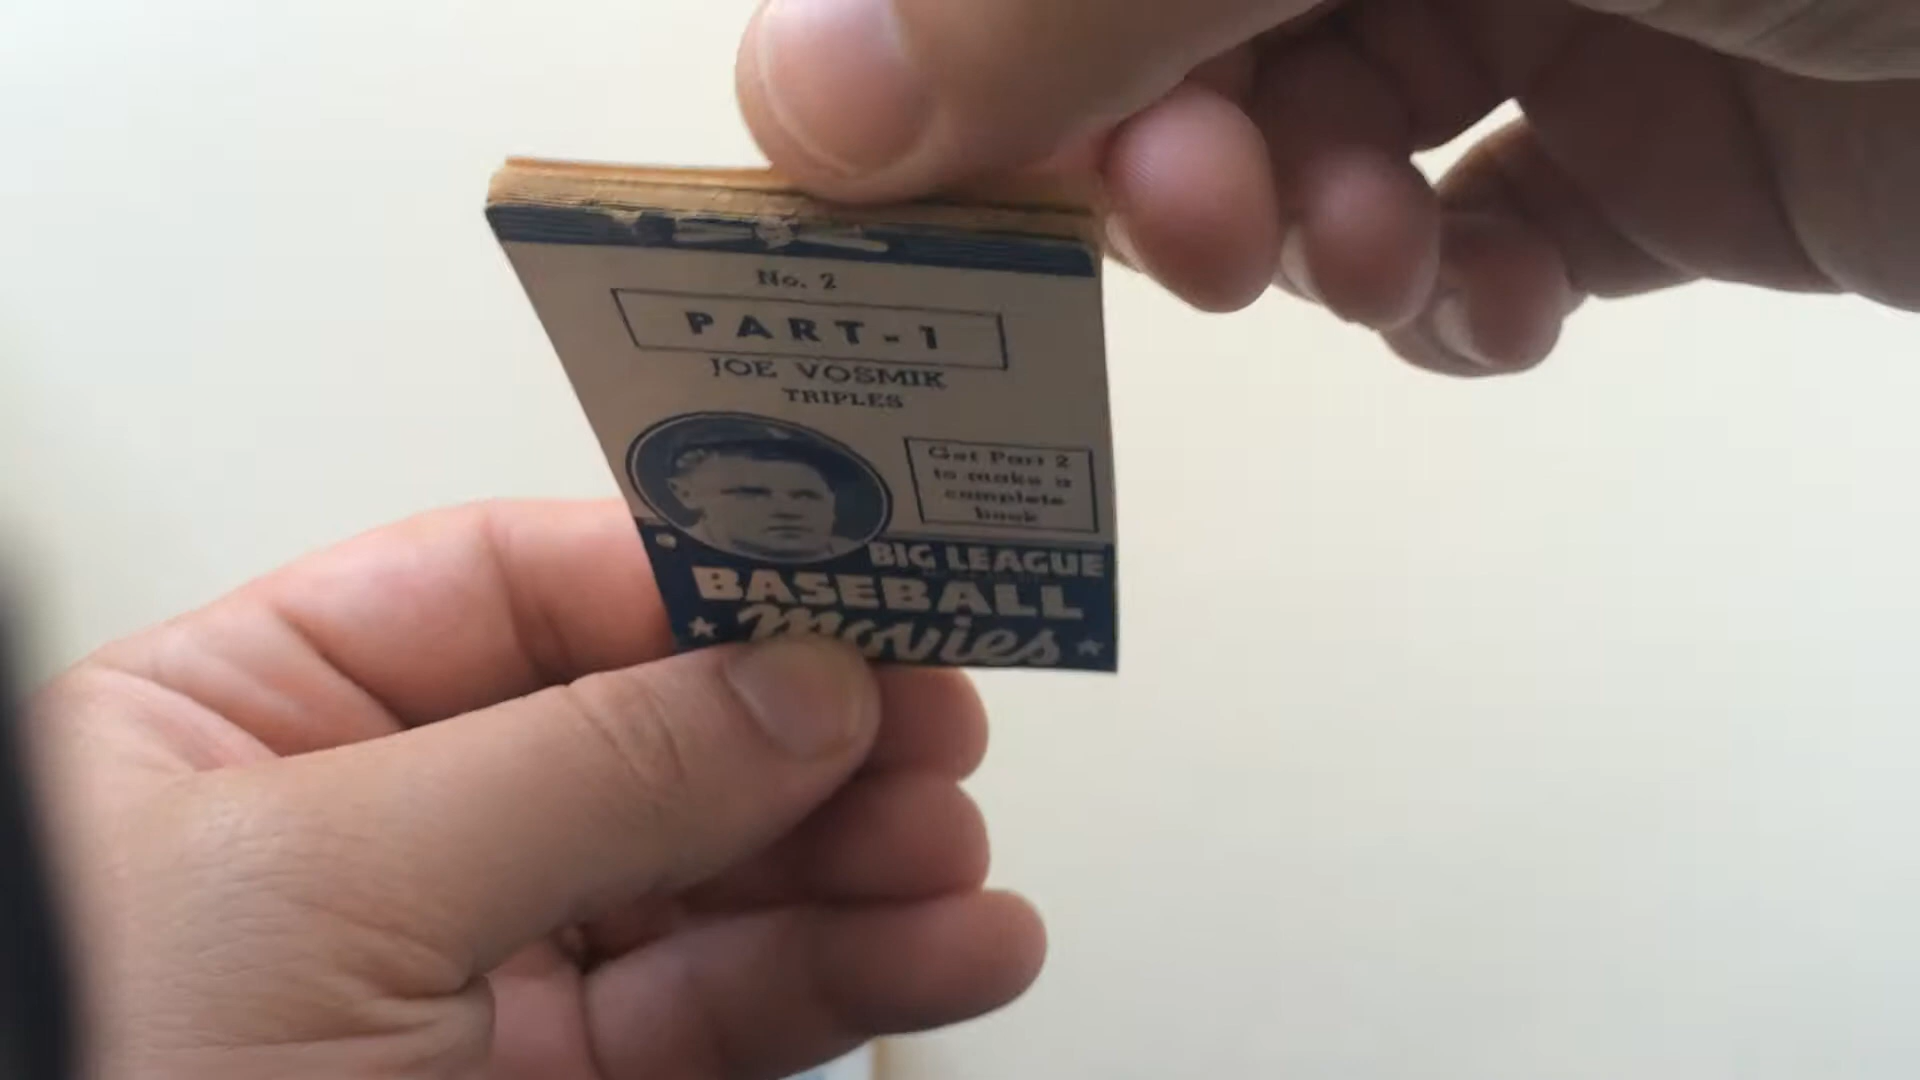 No. 2
PART-1
JOE VOSMIK
TRIPLES
Get Part 2
to make a
complete
book
BIG LEAGUE
BASEBALL
Movies